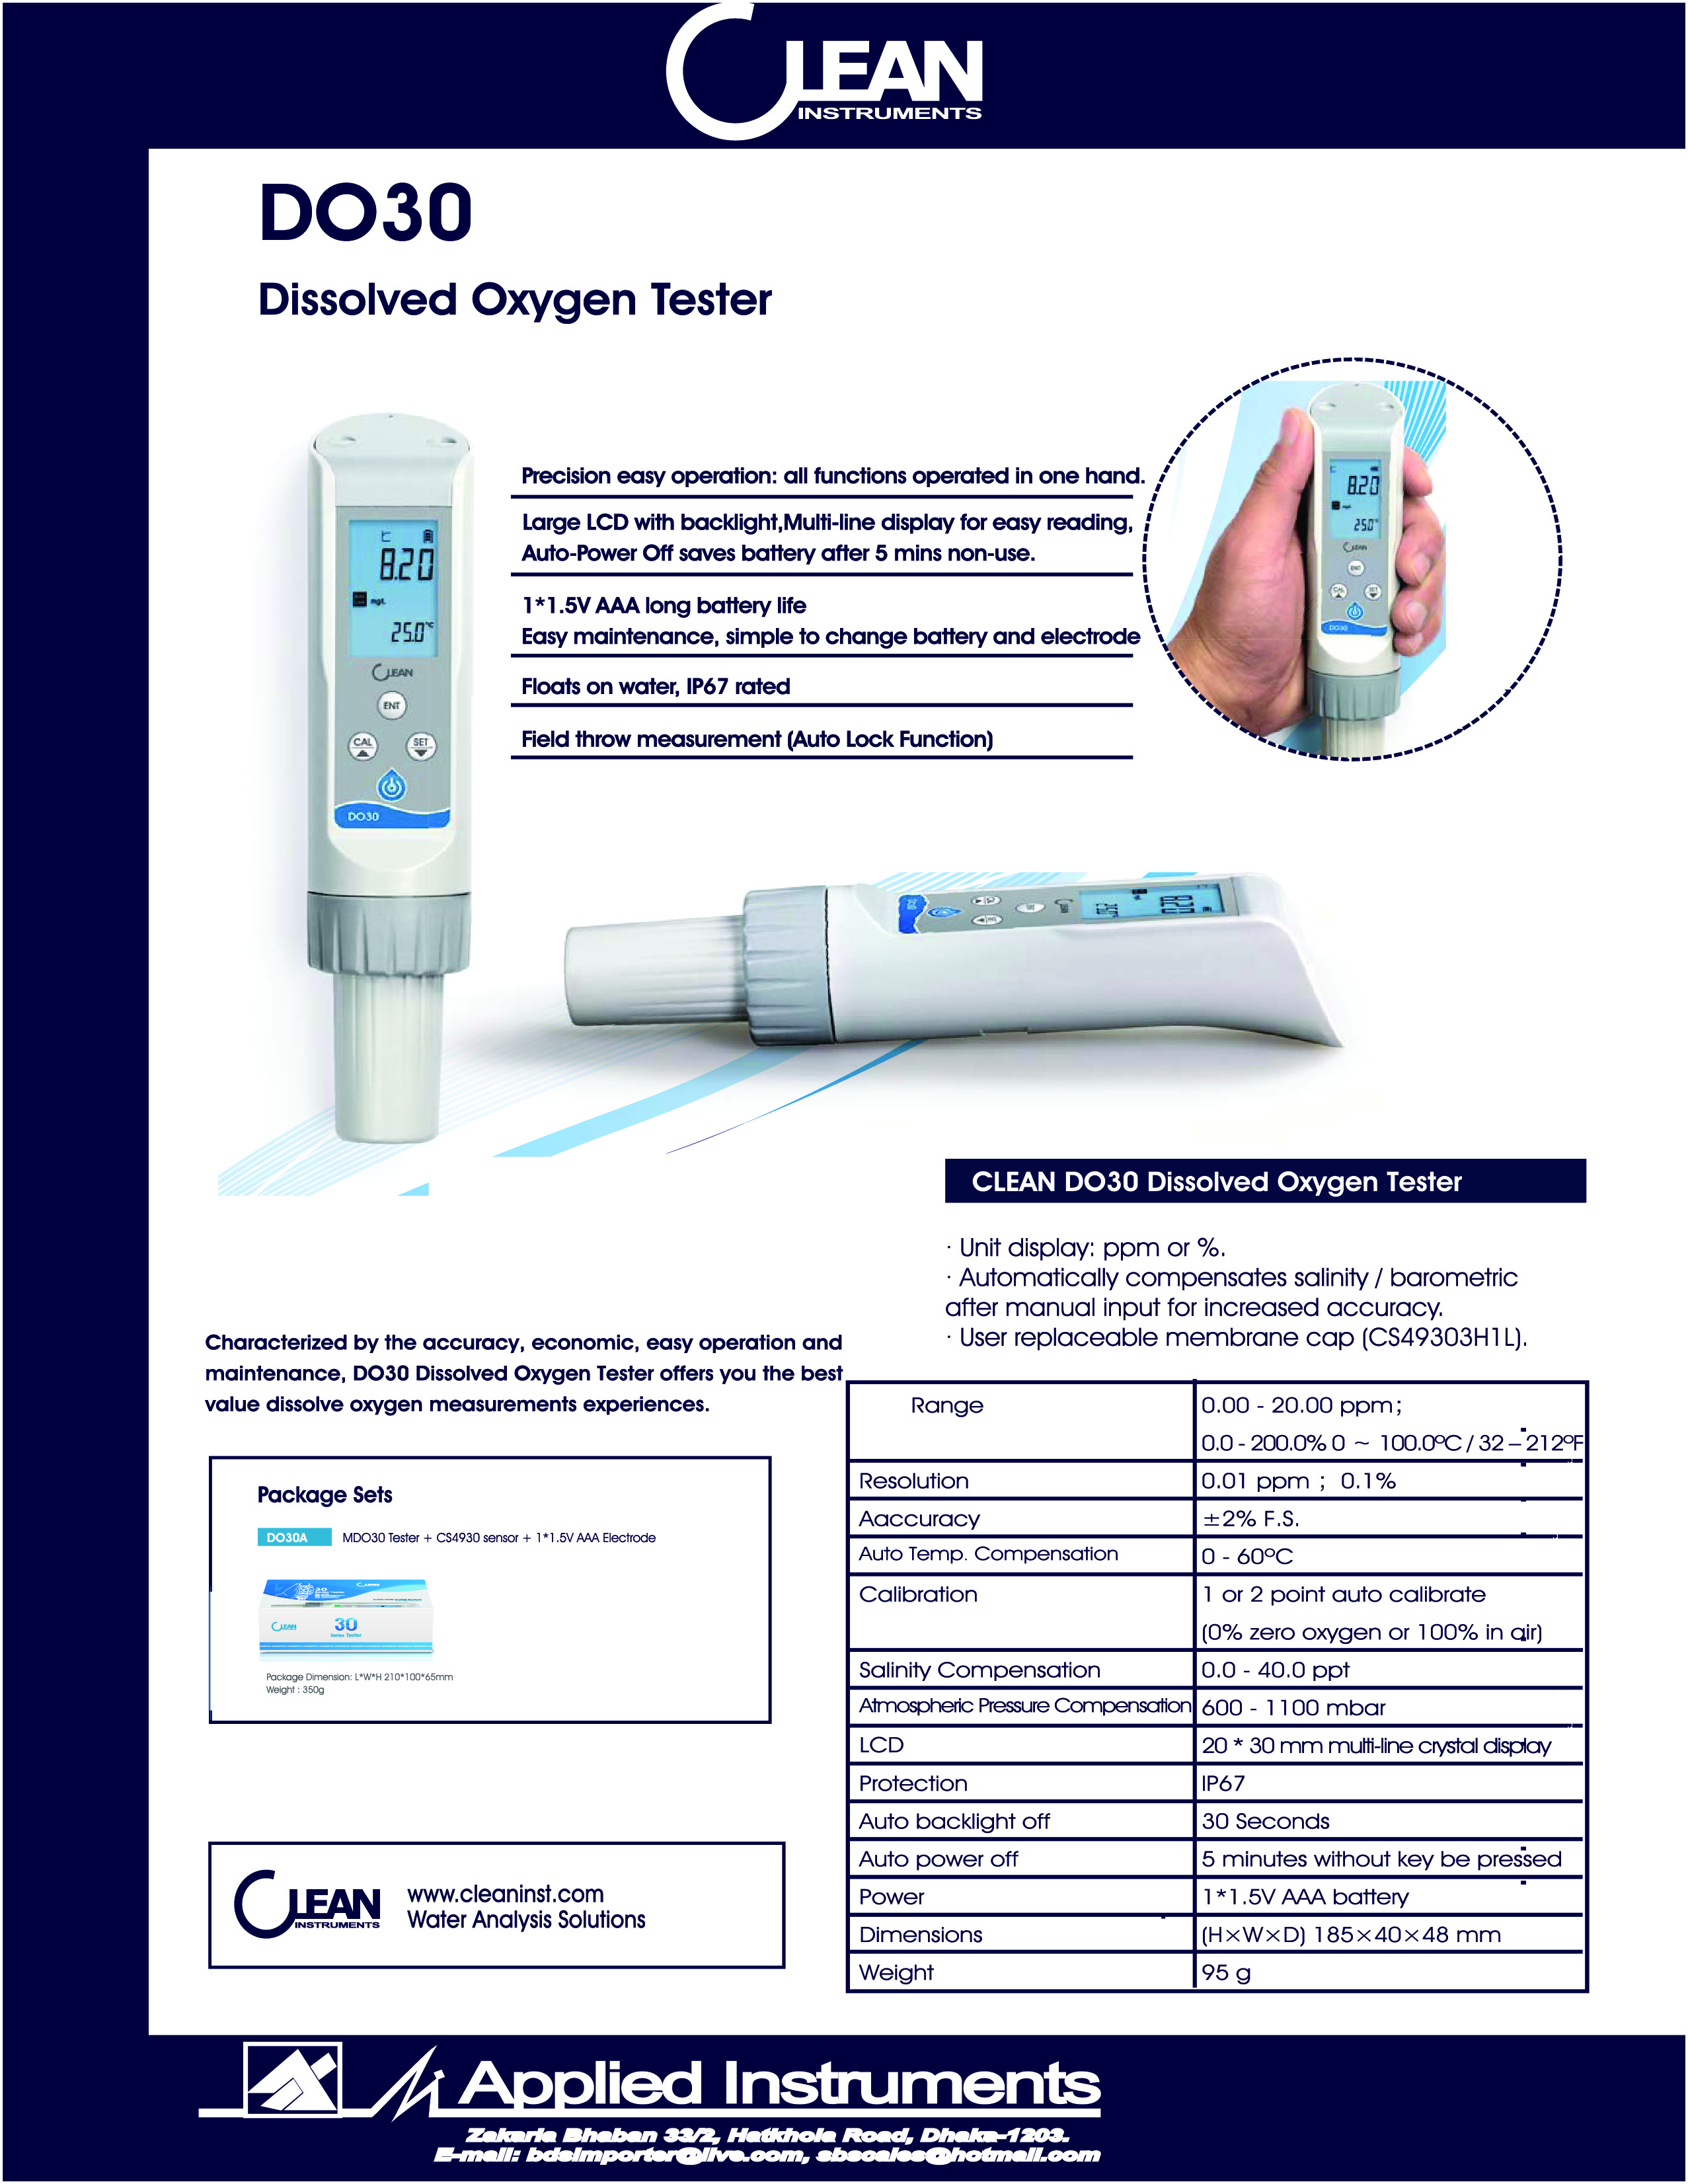 CLEAN
INSTRUMENTS
DO30
Dissolved Oxygen Tester
Precision easy operation: all functions operated in one hand.
Large LCD with backlight,Multi-line display for easy reading,
Auto-Power Off saves battery after 5 mins non-use.
1*1.5V AAA long battery life
Easy maintenance, simple to change battery and electrode
Floats on water, IP67 rated
Field throw measurement (Auto Lock Function)
8.20
mg/L
25.0°C
CLEAN
ENT
CAL
SET
DO30
8.20
25.0°
CLEAN
ENT
CAL
SET
DO30
CLEAN DO30 Dissolved Oxygen Tester
· Unit display: ppm or %.
· Automatically compensates salinity / barometric
after manual input for increased accuracy.
· User replaceable membrane cap (CS49303H1L).
Characterized by the accuracy, economic, easy operation and
maintenance, DO30 Dissolved Oxygen Tester offers you the best
value dissolve oxygen measurements experiences.
Package Sets
DO30A MDO30 Tester + CS4930 sensor + 1*1.5V AAA Electrode
CLEAN
30
Series Tester
Package Dimension: L*W*H 210*100*65mm
Weight : 350g
Range 0.00 - 20.00 ppm;
0.0 - 200.0% 0 ~ 100.0ºC / 32 – 212ºF
Resolution 0.01 ppm ; 0.1%
Aaccuracy ±2% F.S.
Auto Temp. Compensation 0 - 60ºC
Calibration 1 or 2 point auto calibrate
(0% zero oxygen or 100% in air)
Salinity Compensation 0.0 - 40.0 ppt
Atmospheric Pressure Compensation 600 - 1100 mbar
LCD 20 * 30 mm multi-line crystal display
Protection IP67
Auto backlight off 30 Seconds
Auto power off 5 minutes without key be pressed
Power 1*1.5V AAA battery
Dimensions (H×W×D) 185×40×48 mm
Weight 95 g
CLEAN
INSTRUMENTS
www.cleaninst.com
Water Analysis Solutions
Applied Instruments
Zakaria Bhaban 33/2, Hatkhola Road, Dhaka-1203.
E-mail: bdsimporter@live.com, sbscales@hotmail.com